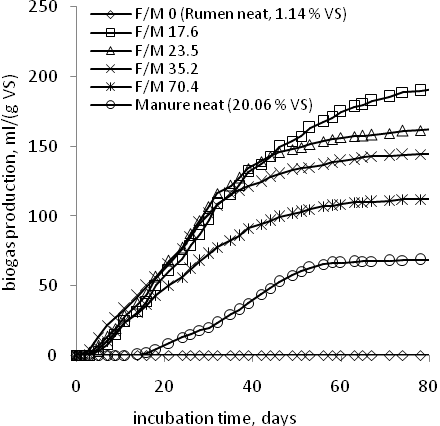 F/M 0 (Rumen neat, 1.14 % VS)
F/M 17.6
F/M 23.5
F/M 35.2
F/M 70.4
Manure neat (20.06 % VS)
biogas production, ml/(g VS)
250
200
150
100
50
0
0 20 40 60 80
incubation time, days